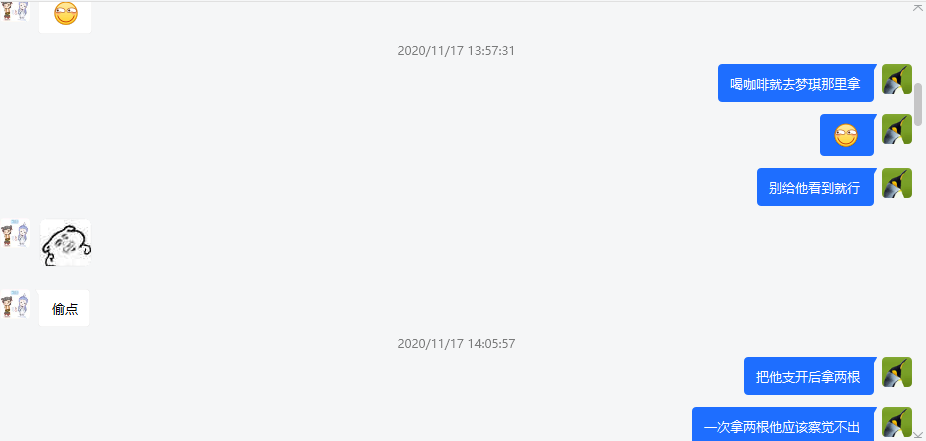 2020/11/17 13:57:31
喝咖啡就去梦琪那里拿
别给他看到就行
偷点
2020/11/17 14:05:57
把他支开后拿两根
一次拿两根他应该察觉不出